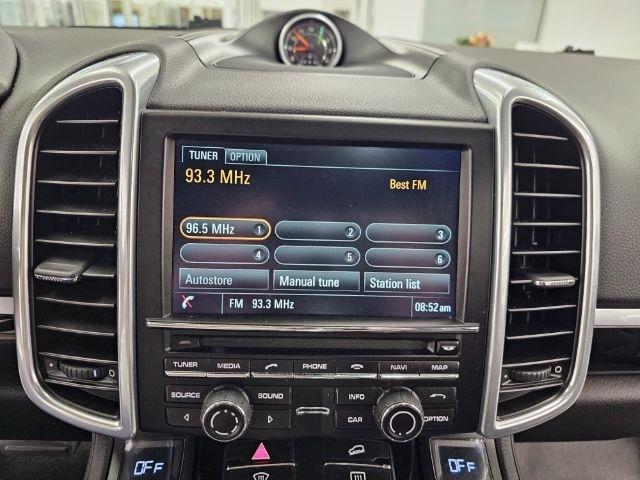 TUNER OPTION
93.3 MHz
Best FM
96.5 MHz 1 2 3
4 5 6
Autostore Manual tune Station list
FM 93.3 MHz 08:52am
TUNER MEDIA PHONE NAVI MAP
SOURCE SOUND INFO
CAR OPTION
OFF OFF